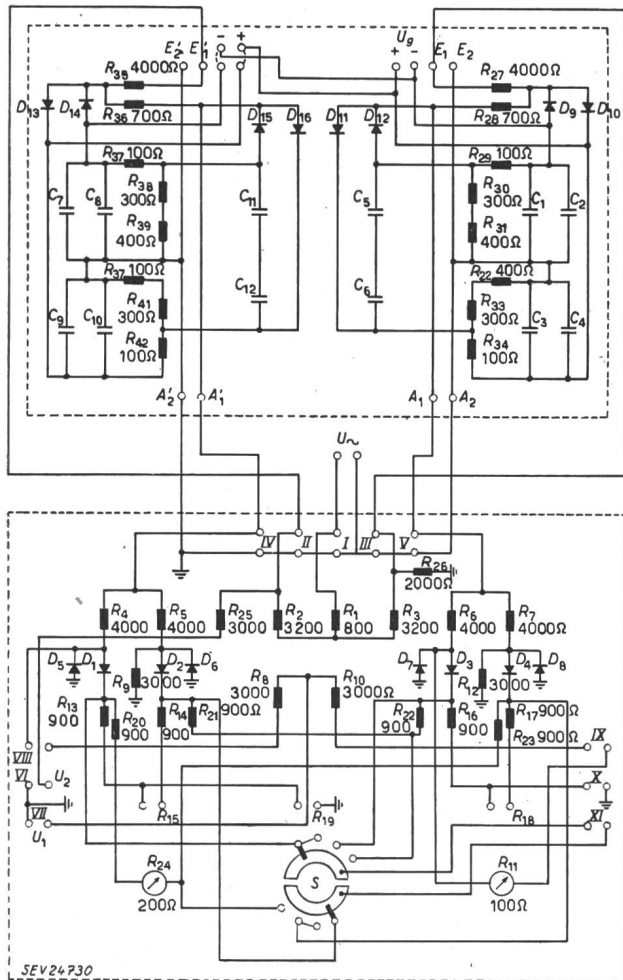 E₂' E₁' - + U₉ + - E₁ E₂
R₃₅ 4000Ω R₂₇ 4000Ω
D₁₃ D₁₄ R₃₆ 700Ω D₁₅ D₁₆ D₁₁ D₁₂ R₂₈ 700Ω D₉ D₁₀
R₃₇ 100Ω R₂₉ 100Ω
C₇ C₈ R₃₈ 300Ω C₁₁ C₅ R₃₀ 300Ω C₁ C₂
R₃₉ 400Ω R₃₁ 400Ω
R₃₇ 100Ω R₂₂ 400Ω
C₉ C₁₀ R₄₁ 300Ω C₁₂ C₆ R₃₃ 300Ω C₃ C₄
R₄₂ 100Ω R₃₄ 100Ω
A₂' A₁' A₁ A₂
U~
IV II I III V
R₂₆ 2000Ω
R₄ 4000 R₅ 4000 R₂₅ 3000 R₂ 3200 R₁ 800 R₃ 3200 R₆ 4000 R₇ 4000Ω
D₅ D₁ D₂ D₆ D₇ D₃ D₄ D₈
R₉ 3000 R₈ 3000 R₁₀ 3000Ω R₁₂ 3000
R₁₃ 900 R₂₀ 900 R₁₄ 900 R₂₁ 900Ω R₂₂ 900 R₁₆ 900 R₁₇ 900Ω R₂₃ 900Ω
VIII IX
VI U₂ X
VII R₁₅ R₁₉ R₁₈ XI
U₁
R₂₄ 200Ω S R₁₁ 100Ω
SEV24730